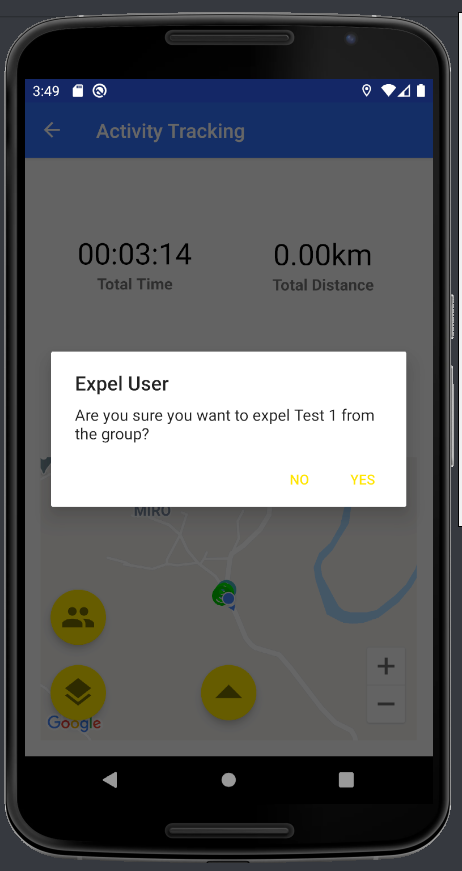 3:49
Activity Tracking
00:03:14
0.00km
Total Time
Total Distance
Expel User
Are you sure you want to expel Test 1 from
the group?
NO
YES
MIRO
Google